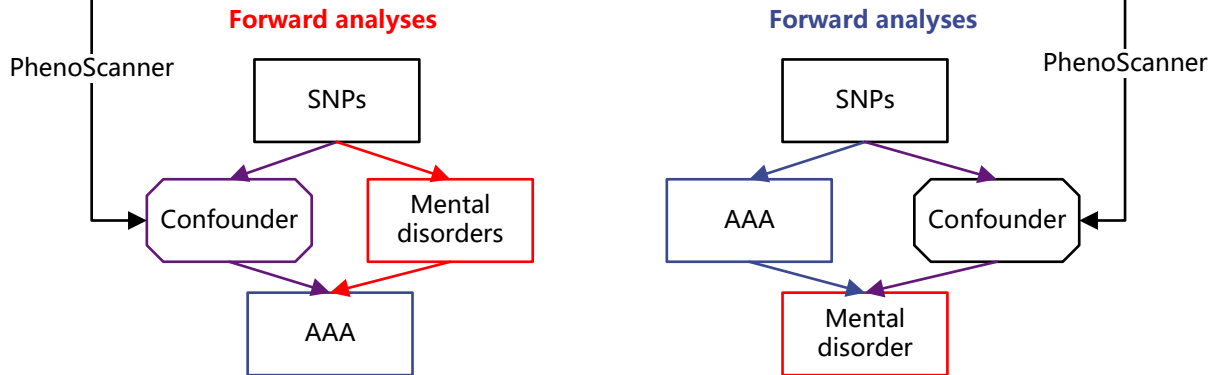 Forward analyses
PhenoScanner
SNPs
Confounder
Mental
disorders
AAA
Forward analyses
PhenoScanner
SNPs
AAA
Confounder
Mental
disorder